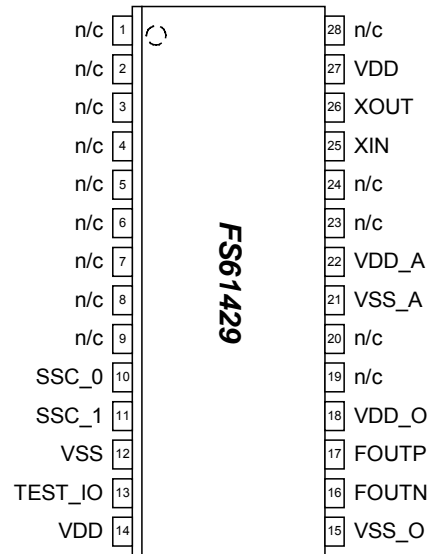 n/c 1 28 n/c
n/c 2 27 VDD
n/c 3 26 XOUT
n/c 4 25 XIN
n/c 5 24 n/c
n/c 6 23 n/c
n/c 7 22 VDD_A
n/c 8 21 VSS_A
n/c 9 20 n/c
SSC_0 10 19 n/c
SSC_1 11 18 VDD_O
VSS 12 17 FOUTP
TEST_IO 13 16 FOUTN
VDD 14 15 VSS_O
FS61429